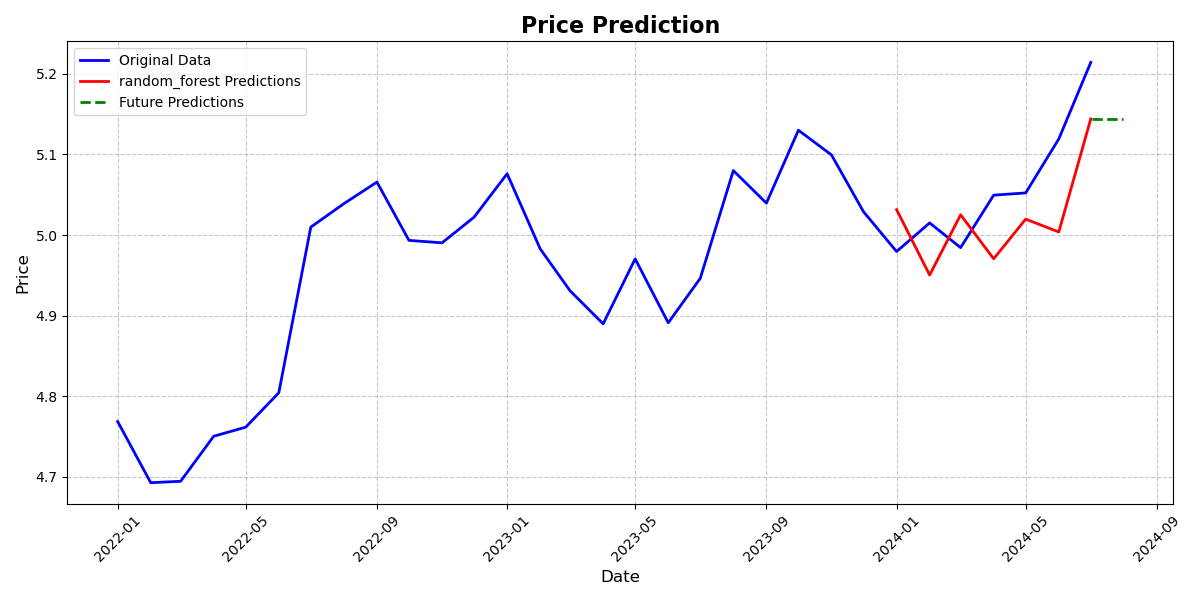 Price Prediction
Original Data
random_forest Predictions
Future Predictions
Price
5.2
5.1
5.0
4.9
4.8
4.7
2022-01
2022-05
2022-09
2023-01
2023-05
2023-09
2024-01
2024-05
2024-09
Date